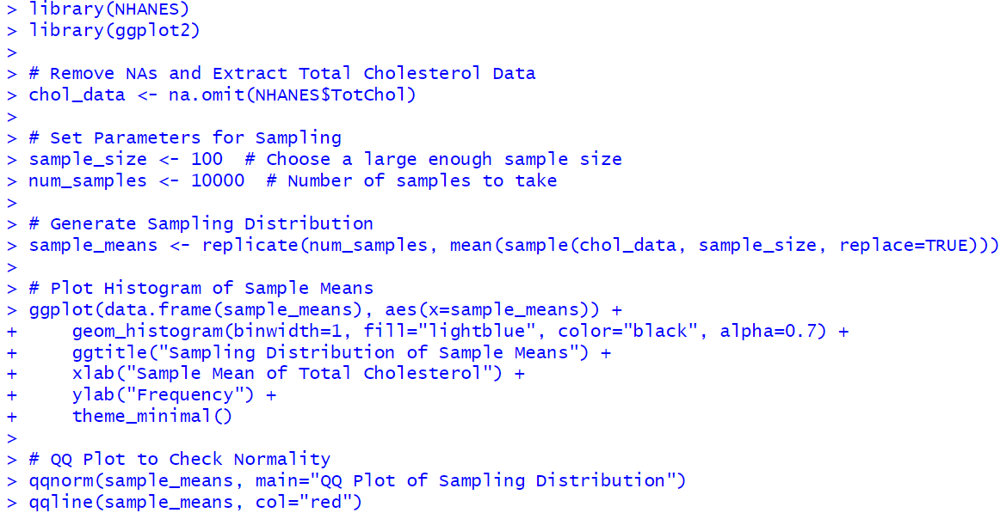 > library(NHANES)
> library(ggplot2)
>
> # Remove NAs and Extract Total Cholesterol Data
> chol_data <- na.omit(NHANES$TotChol)
>
> # Set Parameters for Sampling
> sample_size <- 100  # Choose a large enough sample size
> num_samples <- 10000  # Number of samples to take
>
> # Generate Sampling Distribution
> sample_means <- replicate(num_samples, mean(sample(chol_data, sample_size, replace=TRUE)))
>
> # Plot Histogram of Sample Means
> ggplot(data.frame(sample_means), aes(x=sample_means)) +
+     geom_histogram(binwidth=1, fill="lightblue", color="black", alpha=0.7) +
+     ggtitle("Sampling Distribution of Sample Means") +
+     xlab("Sample Mean of Total Cholesterol") +
+     ylab("Frequency") +
+     theme_minimal()
>
> # QQ Plot to Check Normality
> qqnorm(sample_means, main="QQ Plot of Sampling Distribution")
> qqline(sample_means, col="red")